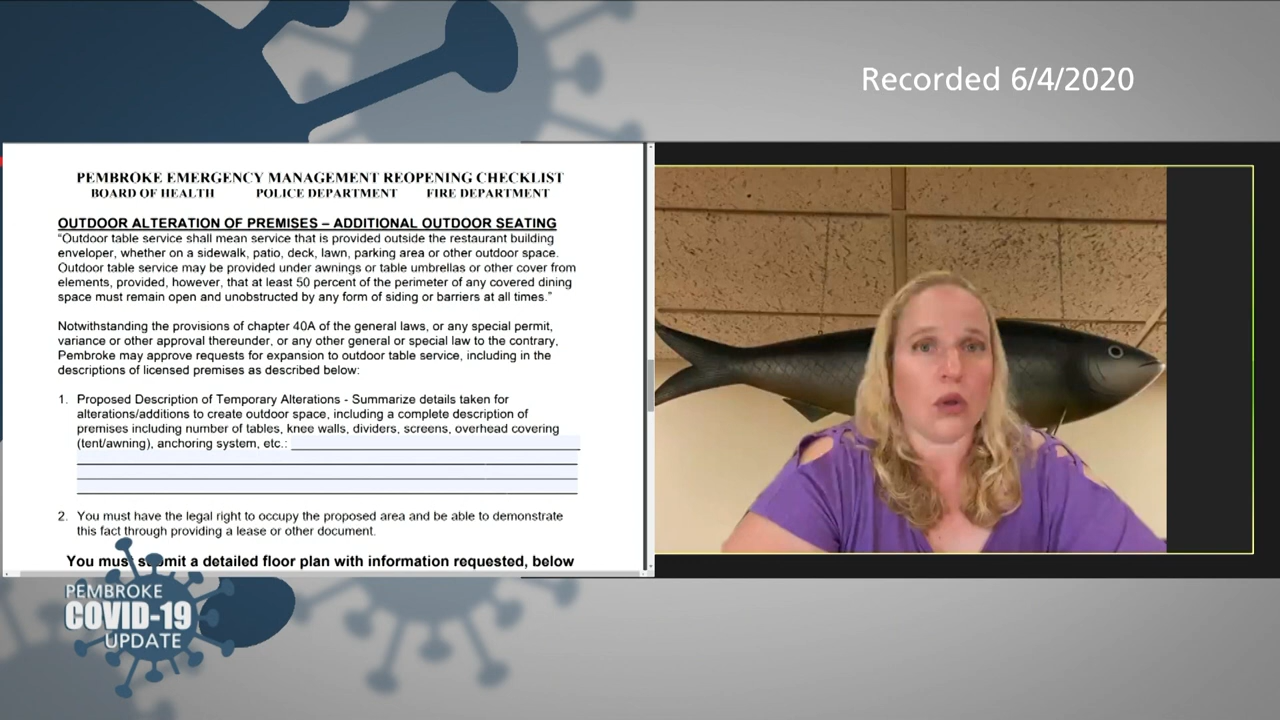 Recorded 6/4/2020
PEMBROKE EMERGENCY MANAGEMENT REOPENING CHECKLIST
BOARD OF HEALTH POLICE DEPARTMENT FIRE DEPARTMENT
OUTDOOR ALTERATION OF PREMISES – ADDITIONAL OUTDOOR SEATING
“Outdoor table service shall mean service that is provided outside the restaurant building
enveloper, whether on a sidewalk, patio, deck, lawn, parking area or other outdoor space.
Outdoor table service may be provided under awnings or table umbrellas or other cover from
elements, provided, however, that at least 50 percent of the perimeter of any covered dining
space must remain open and unobstructed by any form of siding or barriers at all times.”
Notwithstanding the provisions of chapter 40A of the general laws, or any special permit,
variance or other approval thereunder, or any other general or special law to the contrary,
Pembroke may approve requests for expansion to outdoor table service, including in the
descriptions of licensed premises as described below:
1. Proposed Description of Temporary Alterations - Summarize details taken for
alterations/additions to create outdoor space, including a complete description of
premises including number of tables, knee walls, dividers, screens, overhead covering
(tent/awning), anchoring system, etc.:
2. You must have the legal right to occupy the proposed area and be able to demonstrate
this fact through providing a lease or other document.
You must submit a detailed floor plan with information requested, below
PEMBROKE
COVID-19
UPDATE